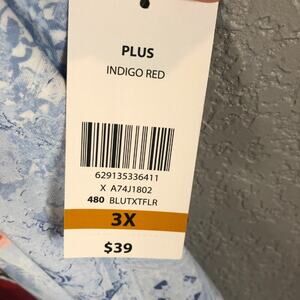 PLUS
INDIGO RED
629135336411
X A74J1802
480 BLUTXTFLR
3X
$39